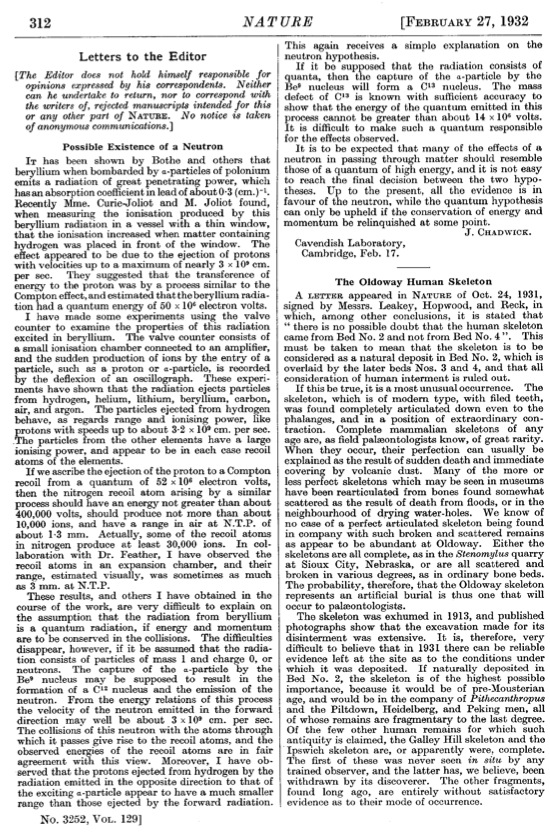 312 NATURE [FEBRUARY 27, 1932
Letters to the Editor
[The Editor does not hold himself responsible for
opinions expressed by his correspondents. Neither
can he undertake to return, nor to correspond with
the writers of, rejected manuscripts intended for this
or any other part of NATURE. No notice is taken
of anonymous communications.]
Possible Existence of a Neutron
IT has been shown by Bothe and others that
beryllium when bombarded by α-particles of polonium
emits a radiation of great penetrating power, which
has an absorption coefficient in lead of about 0·3 (cm.)⁻¹.
Recently Mme. Curie-Joliot and M. Joliot found,
when measuring the ionisation produced by this
beryllium radiation in a vessel with a thin window,
that the ionisation increased when matter containing
hydrogen was placed in front of the window. The
effect appeared to be due to the ejection of protons
with velocities up to a maximum of nearly 3 × 10⁹ cm.
per sec. They suggested that the transference of
energy to the proton was by a process similar to the
Compton effect, and estimated that the beryllium radia-
tion had a quantum energy of 50 × 10⁶ electron volts.
I have made some experiments using the valve
counter to examine the properties of this radiation
excited in beryllium. The valve counter consists of
a small ionisation chamber connected to an amplifier,
and the sudden production of ions by the entry of a
particle, such as a proton or α-particle, is recorded
by the deflexion of an oscillograph. These experi-
ments have shown that the radiation ejects particles
from hydrogen, helium, lithium, beryllium, carbon,
air, and argon. The particles ejected from hydrogen
behave, as regards range and ionising power, like
protons with speeds up to about 3·2 × 10⁹ cm. per sec.
The particles from the other elements have a large
ionising power, and appear to be in each case recoil
atoms of the elements.
If we ascribe the ejection of the proton to a Compton
recoil from a quantum of 52 × 10⁶ electron volts,
then the nitrogen recoil atom arising by a similar
process should have an energy not greater than about
400,000 volts, should produce not more than about
10,000 ions, and have a range in air at N.T.P. of
about 1·3 mm. Actually, some of the recoil atoms
in nitrogen produce at least 30,000 ions. In col-
laboration with Dr. Feather, I have observed the
recoil atoms in an expansion chamber, and their
range, estimated visually, was sometimes as much
as 3 mm. at N.T.P.
These results, and others I have obtained in the
course of the work, are very difficult to explain on
the assumption that the radiation from beryllium
is a quantum radiation, if energy and momentum
are to be conserved in the collisions. The difficulties
disappear, however, if it be assumed that the radia-
tion consists of particles of mass 1 and charge 0, or
neutrons. The capture of the α-particle by the
Be⁹ nucleus may be supposed to result in the
formation of a C¹² nucleus and the emission of the
neutron. From the energy relations of this process
the velocity of the neutron emitted in the forward
direction may well be about 3 × 10⁹ cm. per sec.
The collisions of this neutron with the atoms through
which it passes give rise to the recoil atoms, and the
observed energies of the recoil atoms are in fair
agreement with this view. Moreover, I have ob-
served that the protons ejected from hydrogen by the
radiation emitted in the opposite direction to that of
the exciting α-particle appear to have a much smaller
range than those ejected by the forward radiation.
No. 3252, VOL. 129]
This again receives a simple explanation on the
neutron hypothesis.
If it be supposed that the radiation consists of
quanta, then the capture of the α-particle by the
Be⁹ nucleus will form a C¹³ nucleus. The mass
defect of C¹³ is known with sufficient accuracy to
show that the energy of the quantum emitted in this
process cannot be greater than about 14 × 10⁶ volts.
It is difficult to make such a quantum responsible
for the effects observed.
It is to be expected that many of the effects of a
neutron in passing through matter should resemble
those of a quantum of high energy, and it is not easy
to reach the final decision between the two hypo-
theses. Up to the present, all the evidence is in
favour of the neutron, while the quantum hypothesis
can only be upheld if the conservation of energy and
momentum be relinquished at some point.
J. CHADWICK.
Cavendish Laboratory,
Cambridge, Feb. 17.
The Oldoway Human Skeleton
A LETTER appeared in NATURE of Oct. 24, 1931,
signed by Messrs. Leakey, Hopwood, and Reck, in
which, among other conclusions, it is stated that
" there is no possible doubt that the human skeleton
came from Bed No. 2 and not from Bed No. 4 ". This
must be taken to mean that the skeleton is to be
considered as a natural deposit in Bed No. 2, which is
overlaid by the later beds Nos. 3 and 4, and that all
consideration of human interment is ruled out.
If this be true, it is a most unusual occurrence. The
skeleton, which is of modern type, with filed teeth,
was found completely articulated down even to the
phalanges, and in a position of extraordinary con-
traction. Complete mammalian skeletons of any
age are, as field palæontologists know, of great rarity.
When they occur, their perfection can usually be
explained as the result of sudden death and immediate
covering by volcanic dust. Many of the more or
less perfect skeletons which may be seen in museums
have been rearticulated from bones found somewhat
scattered as the result of death from floods, or in the
neighbourhood of drying water-holes. We know of
no case of a perfect articulated skeleton being found
in company with such broken and scattered remains
as appear to be abundant at Oldoway. Either the
skeletons are all complete, as in the Stenomylus quarry
at Sioux City, Nebraska, or are all scattered and
broken in various degrees, as in ordinary bone beds.
The probability, therefore, that the Oldoway skeleton
represents an artificial burial is thus one that will
occur to palæontologists.
The skeleton was exhumed in 1913, and published
photographs show that the excavation made for its
disinterment was extensive. It is, therefore, very
difficult to believe that in 1931 there can be reliable
evidence left at the site as to the conditions under
which it was deposited. If naturally deposited in
Bed No. 2, the skeleton is of the highest possible
importance, because it would be of pre-Mousterian
age, and would be in the company of Pithecanthropus
and the Piltdown, Heidelberg, and Peking men, all
of whose remains are fragmentary to the last degree.
Of the few other human remains for which such
antiquity is claimed, the Galley Hill skeleton and the
Ipswich skeleton are, or apparently were, complete.
The first of these was never seen in situ by any
trained observer, and the latter has, we believe, been
withdrawn by its discoverer. The other fragments,
found long ago, are entirely without satisfactory
evidence as to their mode of occurrence.